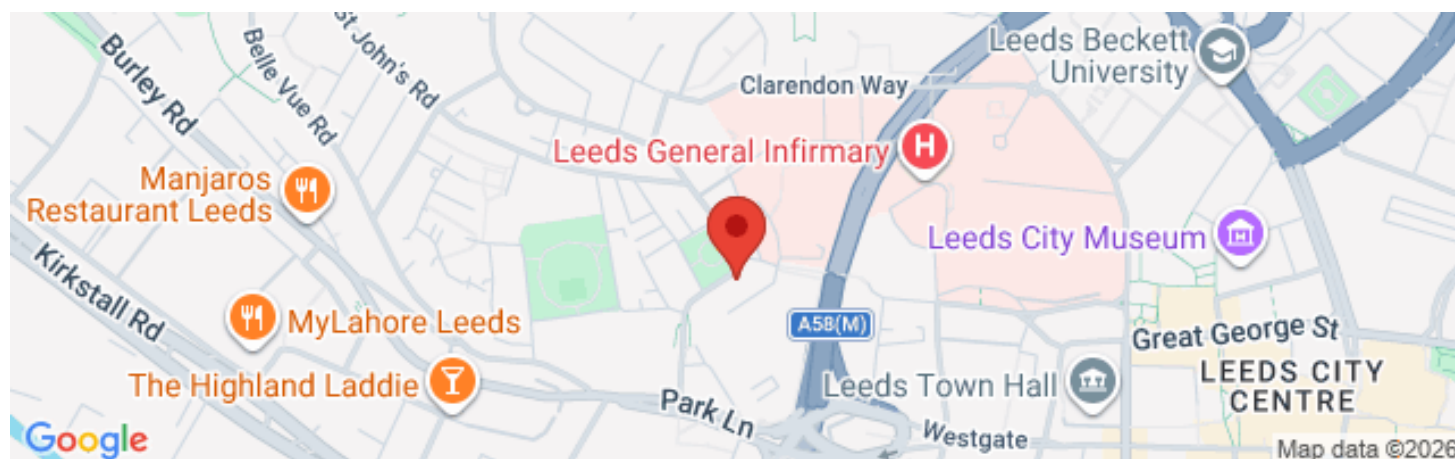 Burley Rd
Belle Vue Rd
St John's Rd
Clarendon Way
Leeds Beckett
University
Leeds General Infirmary
H
Manjaros
Restaurant Leeds
Leeds City Museum
Kirkstall Rd
MyLahore Leeds
A58(M)
Great George St
The Highland Laddie
Park Ln
Leeds Town Hall
LEEDS CITY
CENTRE
Westgate
Google
Map data ©2026